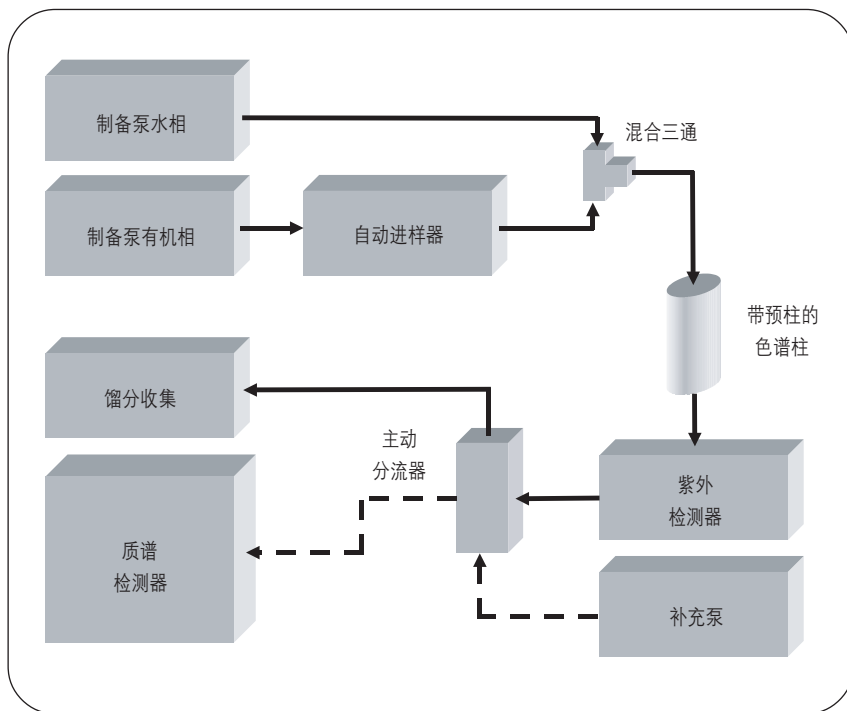 制备泵水相
混合三通
制备泵有机相
自动进样器
带预柱的
色谱柱
馏分收集
主动
分流器
紫外
检测器
质谱
检测器
补充泵